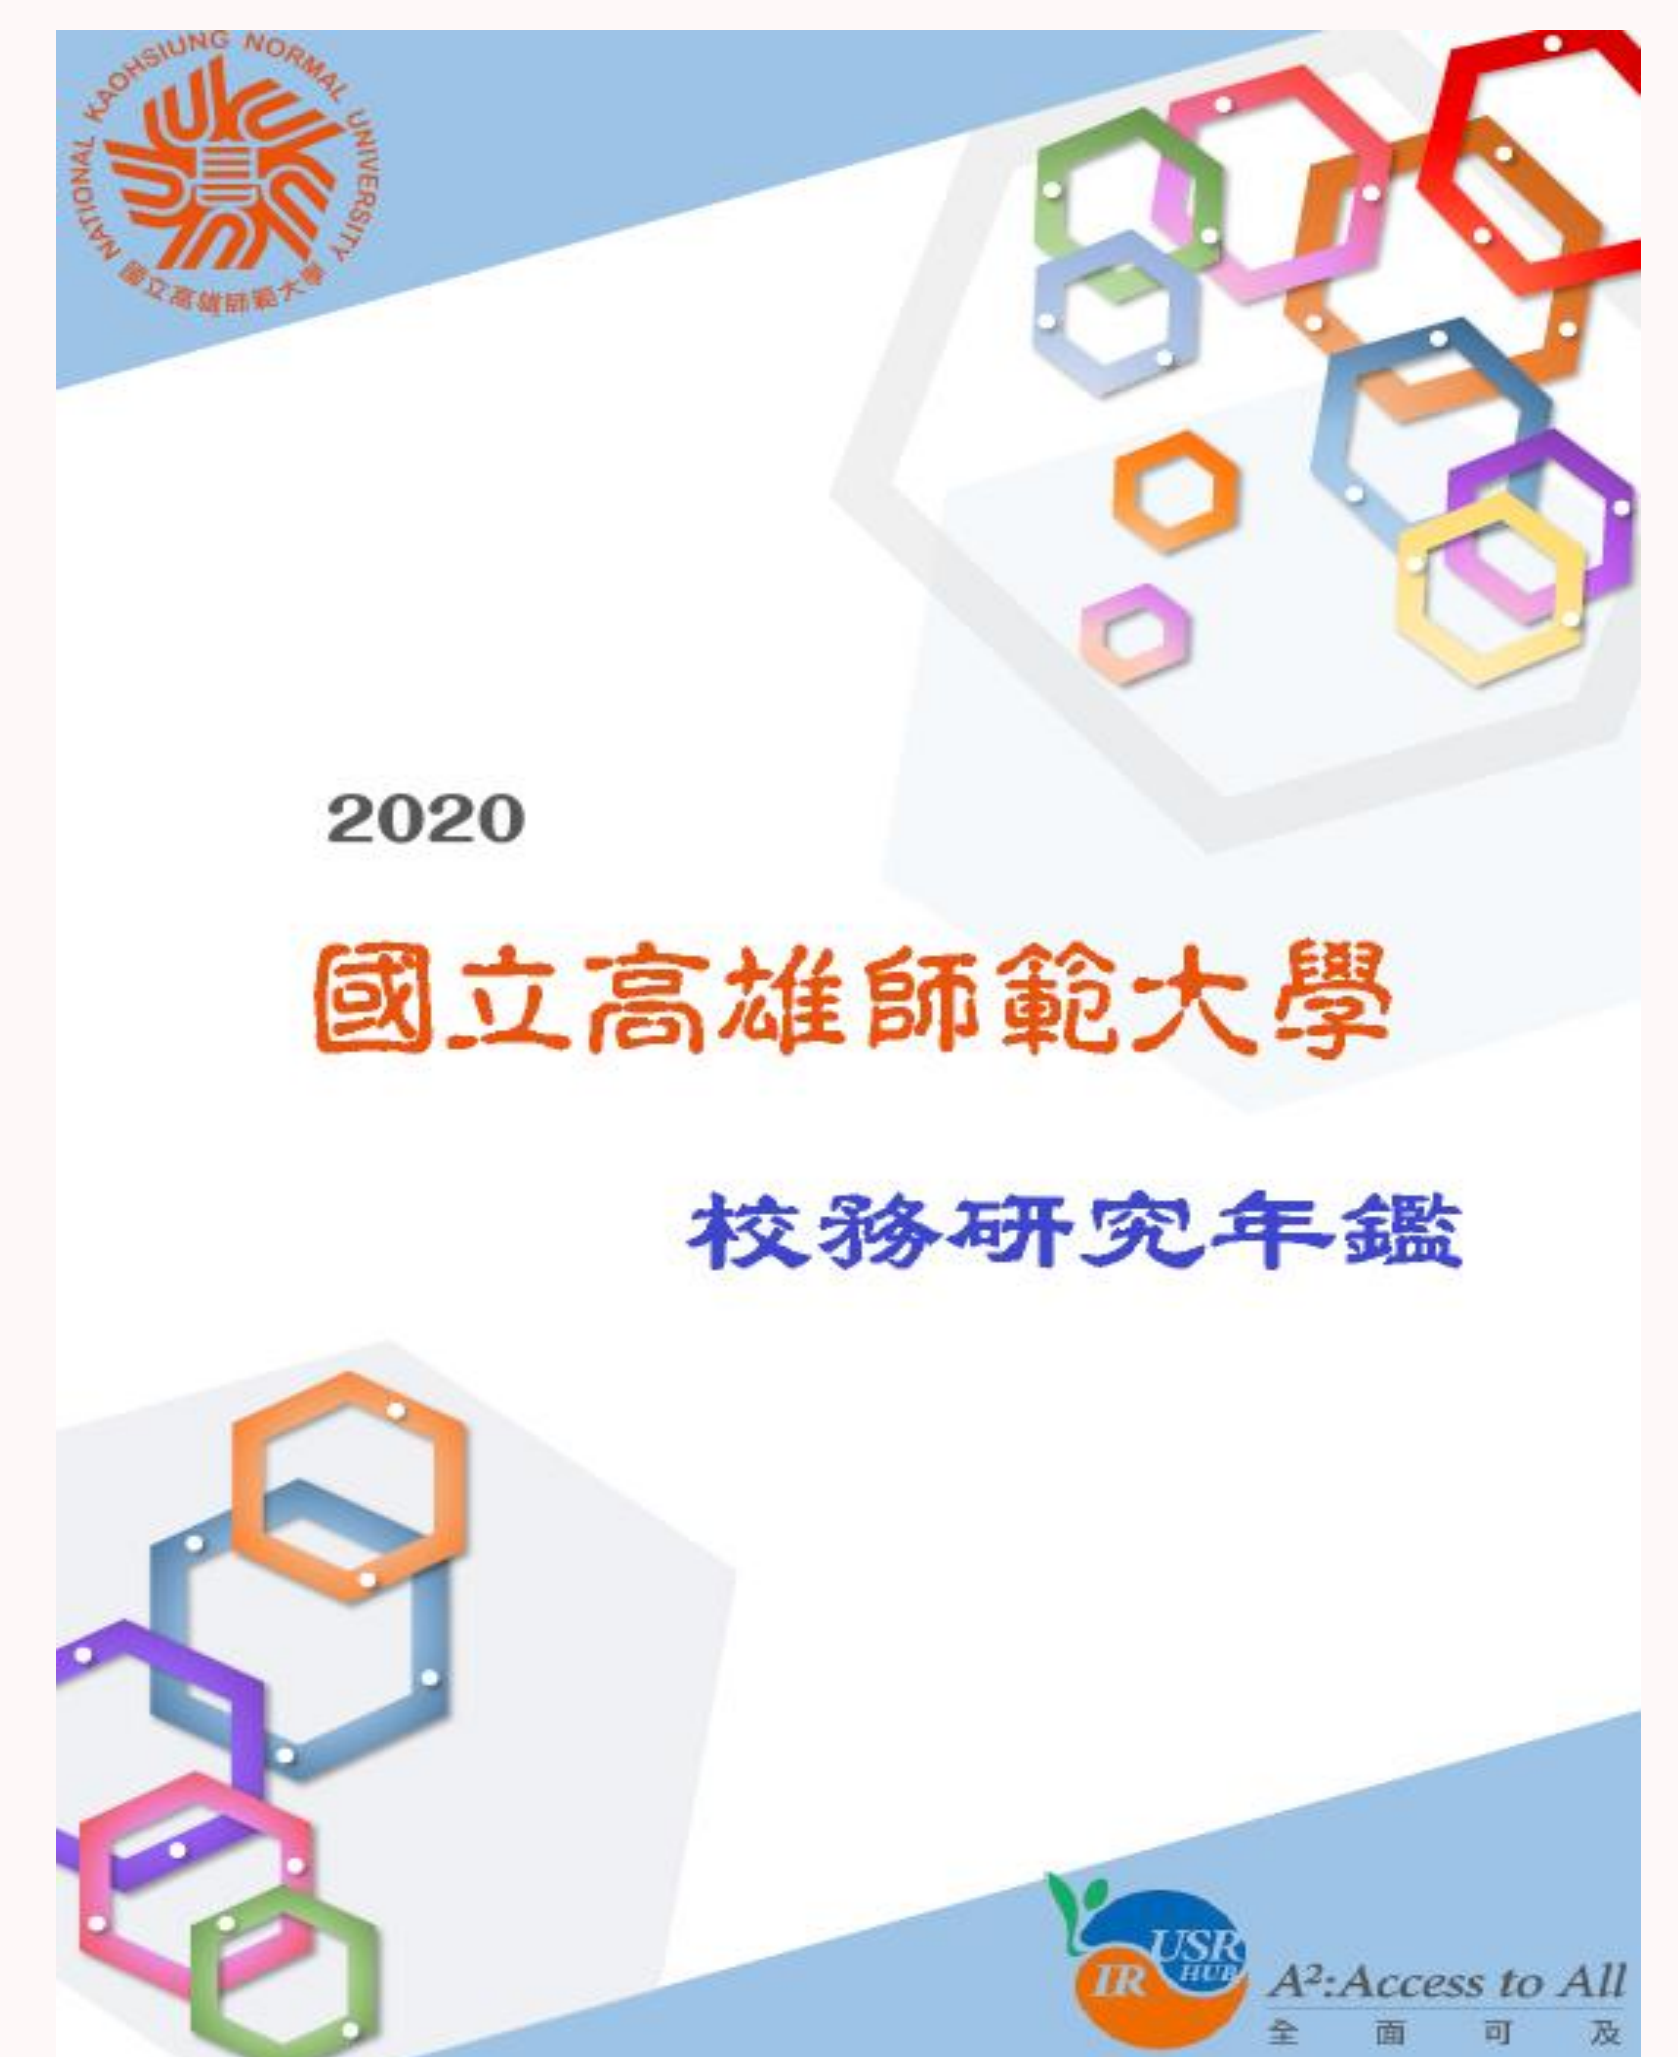 NATIONAL KAOHSIUNG NORMAL UNIVERSITY
國立高雄師範大學
2020
國立高雄師範大學
校務研究年鑑
USR
HUB
IR
A²:Access to All
全面可及